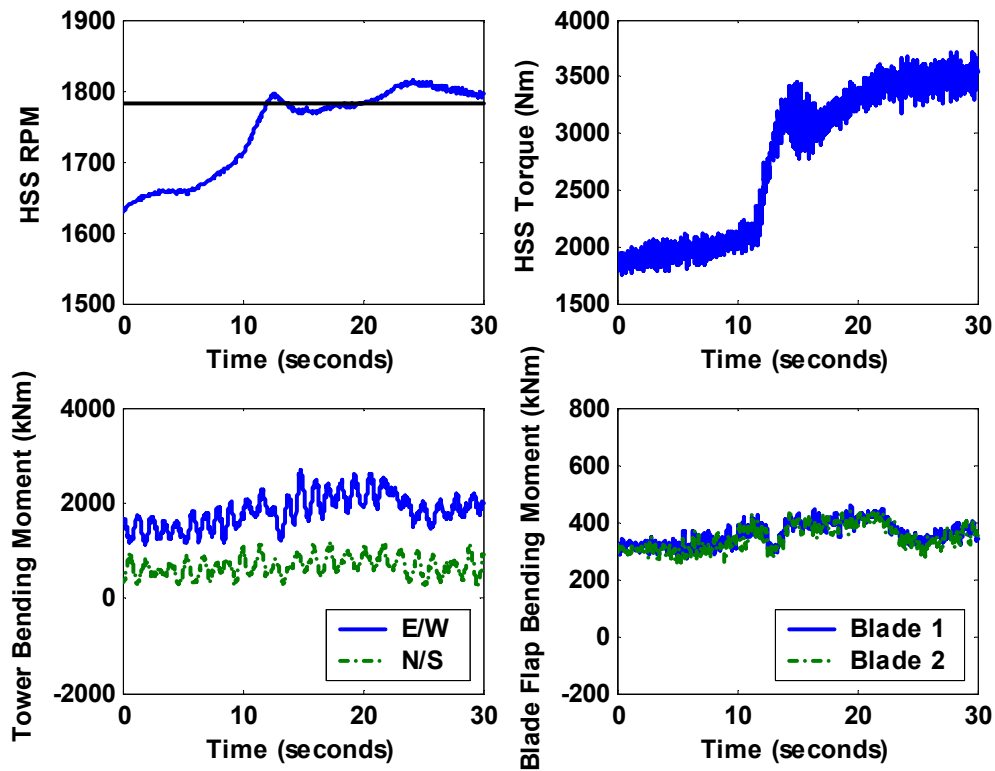 1900
1800
1700
1600
1500
HSS RPM
0 10 20 30
Time (seconds)
4000
3500
3000
2500
2000
1500
HSS Torque (Nm)
0 10 20 30
Time (seconds)
4000
2000
0
-2000
Tower Bending Moment (kNm)
E/W
N/S
0 10 20 30
Time (seconds)
800
600
400
200
0
-200
Blade Flap Bending Moment (kNm)
Blade 1
Blade 2
0 10 20 30
Time (seconds)